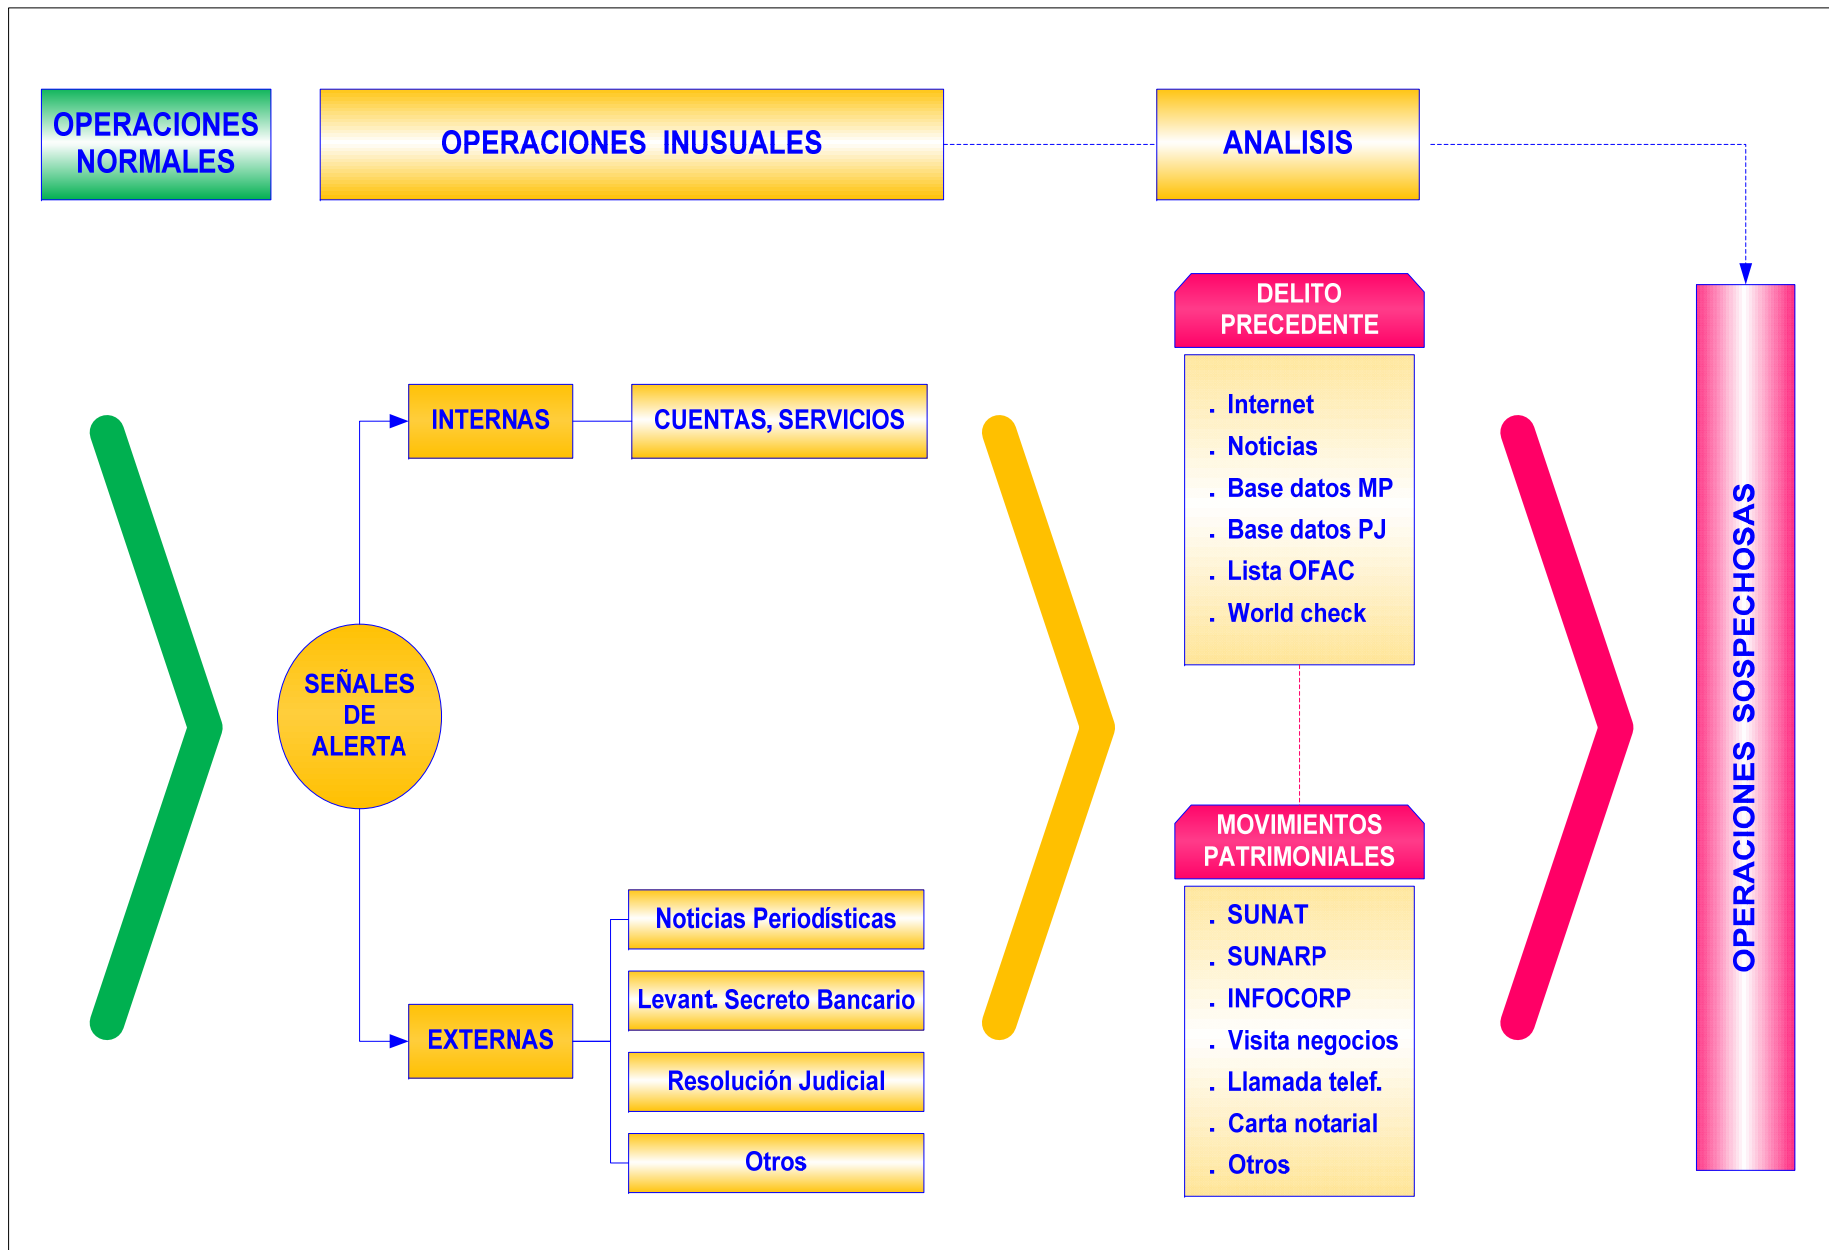 OPERACIONES
NORMALES
OPERACIONES INUSUALES
ANALISIS
SEÑALES
DE
ALERTA
INTERNAS
CUENTAS, SERVICIOS
EXTERNAS
Noticias Periodísticas
Levant. Secreto Bancario
Resolución Judicial
Otros
DELITO
PRECEDENTE
. Internet
. Noticias
. Base datos MP
. Base datos PJ
. Lista OFAC
. World check
MOVIMIENTOS
PATRIMONIALES
. SUNAT
. SUNARP
. INFOCORP
. Visita negocios
. Llamada telef.
. Carta notarial
. Otros
OPERACIONES SOSPECHOSAS